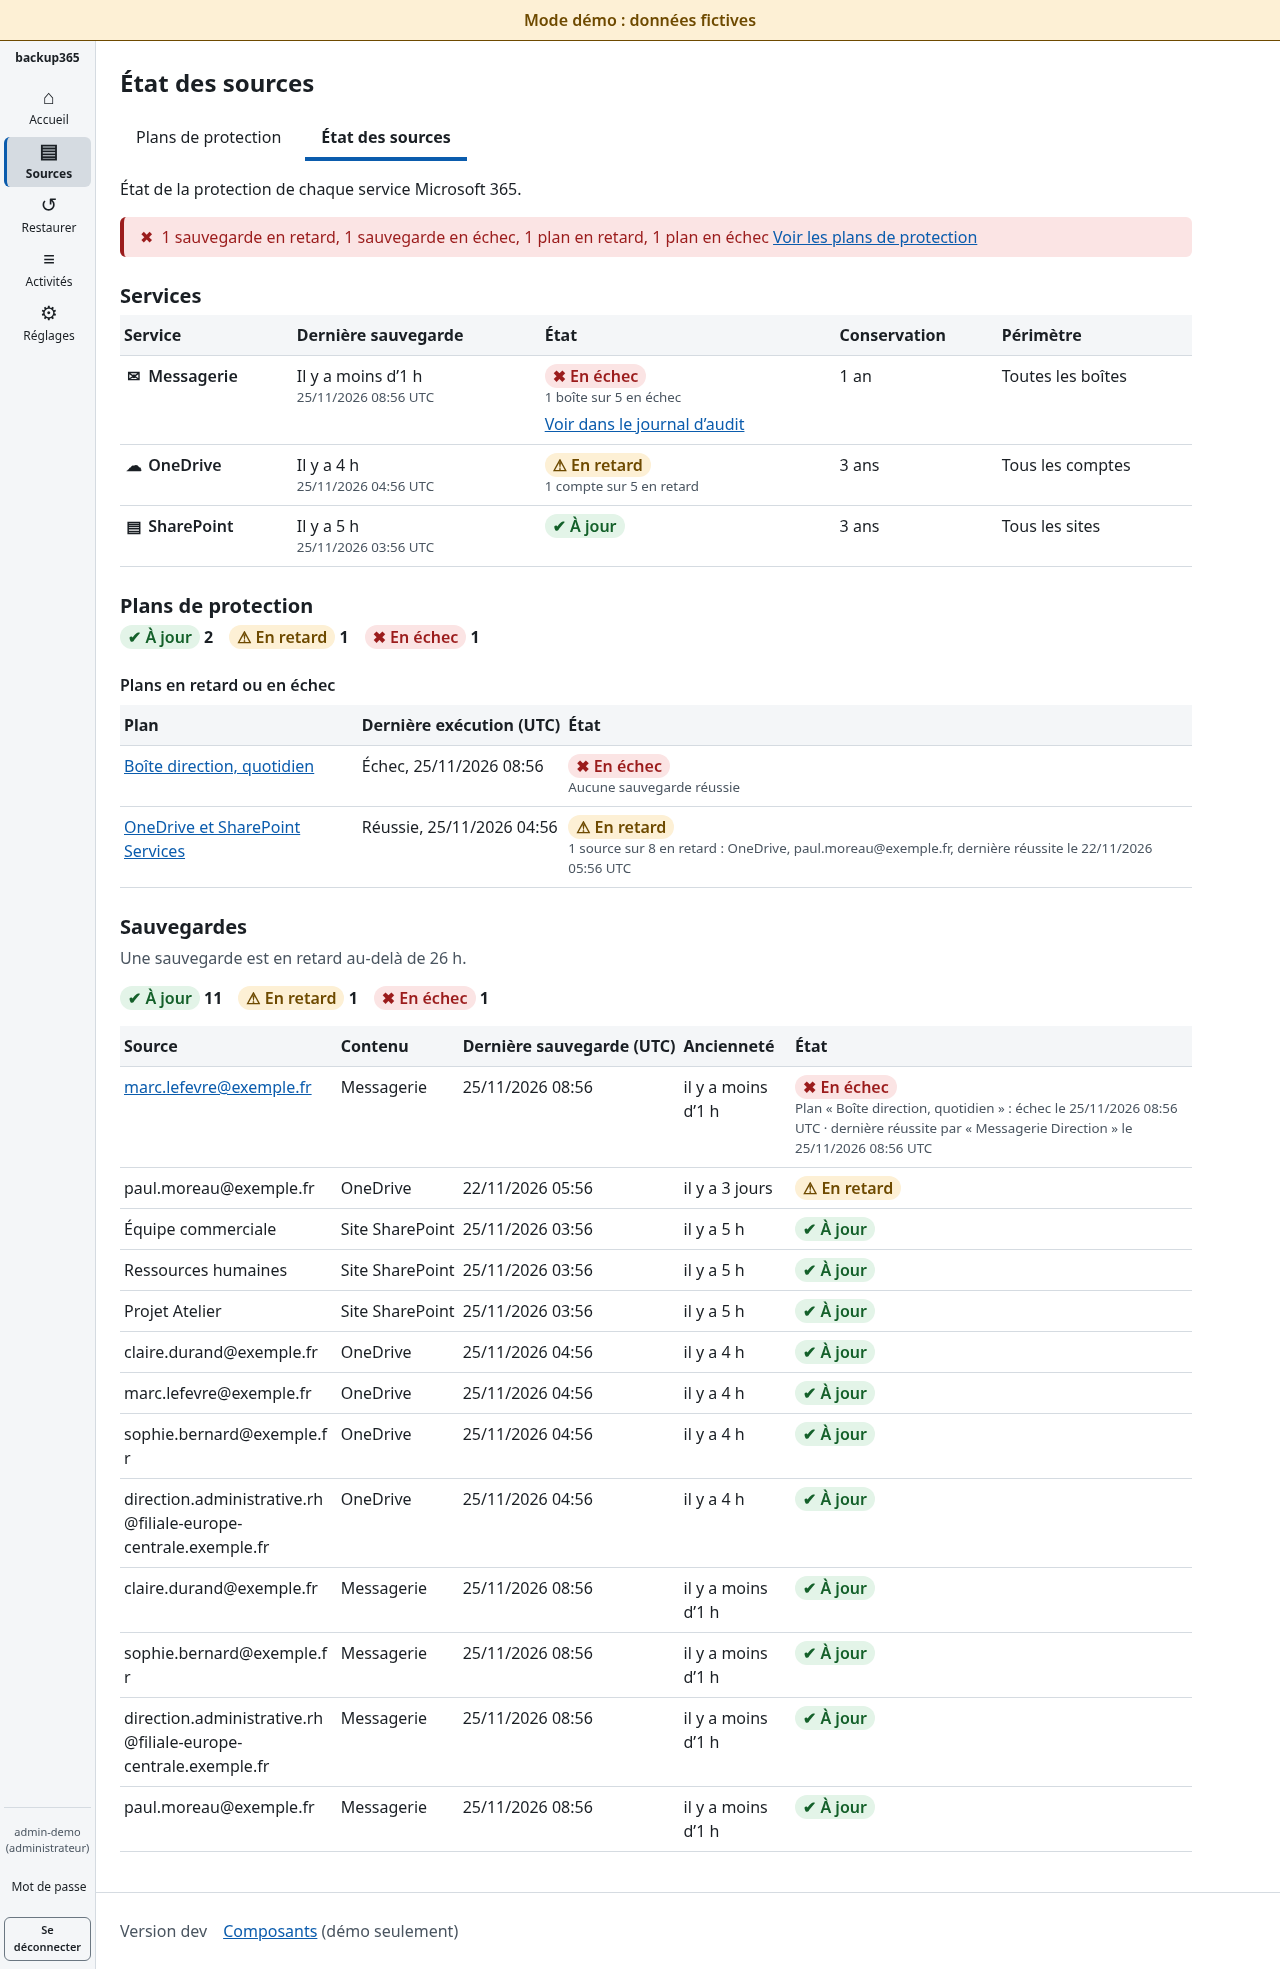 Mode démo : données fictives
backup365
Accueil
Sources
Restaurer
Activités
Réglages
État des sources
Plans de protection
État des sources
État de la protection de chaque service Microsoft 365.
✖ 1 sauvegarde en retard, 1 sauvegarde en échec, 1 plan en retard, 1 plan en échec Voir les plans de protection
Services
Service Dernière sauvegarde État Conservation Périmètre
Messagerie Il y a moins d’1 h ✖ En échec 1 an Toutes les boîtes
25/11/2026 08:56 UTC 1 boîte sur 5 en échec
Voir dans le journal d’audit
OneDrive Il y a 4 h ⚠ En retard 3 ans Tous les comptes
25/11/2026 04:56 UTC 1 compte sur 5 en retard
SharePoint Il y a 5 h ✔ À jour 3 ans Tous les sites
25/11/2026 03:56 UTC
Plans de protection
✔ À jour 2 ⚠ En retard 1 ✖ En échec 1
Plans en retard ou en échec
Plan Dernière exécution (UTC) État
Boîte direction, quotidien Échec, 25/11/2026 08:56 ✖ En échec
Aucune sauvegarde réussie
OneDrive et SharePoint Réussie, 25/11/2026 04:56 ⚠ En retard
Services 1 source sur 8 en retard : OneDrive, paul.moreau@exemple.fr, dernière réussite le 22/11/2026
05:56 UTC
Sauvegardes
Une sauvegarde est en retard au-delà de 26 h.
✔ À jour 11 ⚠ En retard 1 ✖ En échec 1
Source Contenu Dernière sauvegarde (UTC) Ancienneté État
marc.lefevre@exemple.fr Messagerie 25/11/2026 08:56 il y a moins ✖ En échec
d’1 h Plan « Boîte direction, quotidien » : échec le 25/11/2026 08:56
UTC · dernière réussite par « Messagerie Direction » le
25/11/2026 08:56 UTC
paul.moreau@exemple.fr OneDrive 22/11/2026 05:56 il y a 3 jours ⚠ En retard
Équipe commerciale Site SharePoint 25/11/2026 03:56 il y a 5 h ✔ À jour
Ressources humaines Site SharePoint 25/11/2026 03:56 il y a 5 h ✔ À jour
Projet Atelier Site SharePoint 25/11/2026 03:56 il y a 5 h ✔ À jour
claire.durand@exemple.fr OneDrive 25/11/2026 04:56 il y a 4 h ✔ À jour
marc.lefevre@exemple.fr OneDrive 25/11/2026 04:56 il y a 4 h ✔ À jour
sophie.bernard@exemple.f OneDrive 25/11/2026 04:56 il y a 4 h ✔ À jour
r
direction.administrative.rh OneDrive 25/11/2026 04:56 il y a 4 h ✔ À jour
@filiale-europe-
centrale.exemple.fr
claire.durand@exemple.fr Messagerie 25/11/2026 08:56 il y a moins ✔ À jour
d’1 h
sophie.bernard@exemple.f Messagerie 25/11/2026 08:56 il y a moins ✔ À jour
r d’1 h
direction.administrative.rh Messagerie 25/11/2026 08:56 il y a moins ✔ À jour
@filiale-europe- d’1 h
centrale.exemple.fr
paul.moreau@exemple.fr Messagerie 25/11/2026 08:56 il y a moins ✔ À jour
d’1 h
admin-demo
(administrateur)
Mot de passe
Se
déconnecter
Version dev Composants (démo seulement)